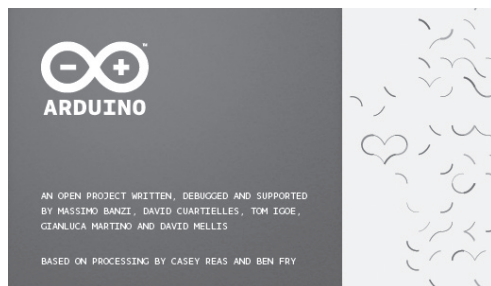 ARDUINO
AN OPEN PROJECT WRITTEN, DEBUGGED AND SUPPORTED
BY MASSIMO BANZI, DAVID CUARTIELLES, TOM IGOE,
GIANLUCA MARTINO AND DAVID MELLIS
BASED ON PROCESSING BY CASEY REAS AND BEN FRY